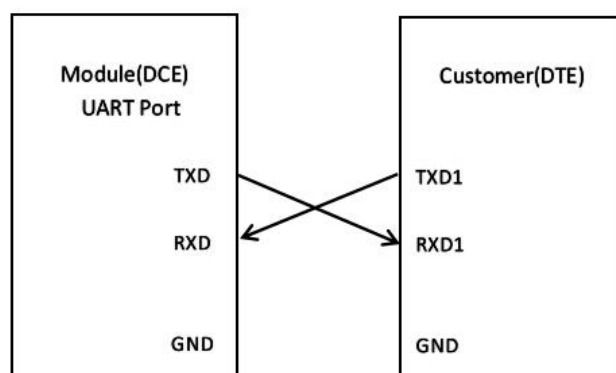 Module(DCE)
UART Port
TXD
RXD
GND
Customer(DTE)
TXD1
RXD1
GND